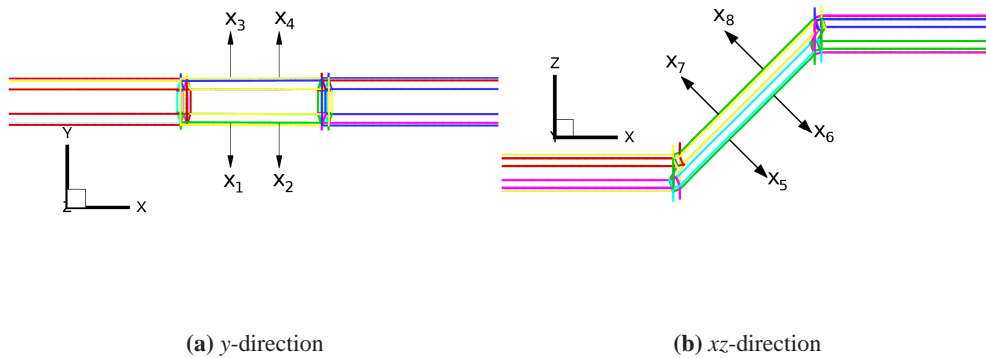 x3 x4
x8
x7
Z
X
Y
x6
Y
x1 x2
x5
X
Z
(a) y-direction (b) xz-direction